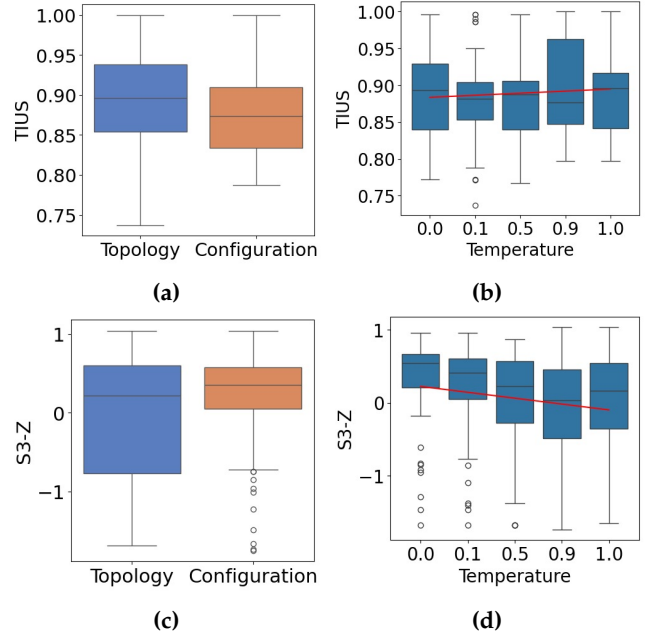 1.00
0.95
0.90
0.85
0.80
0.75
TIUS
Topology Configuration
(a)
1.00
0.95
0.90
0.85
0.80
0.75
TIUS
0.0 0.1 0.5 0.9 1.0
Temperature
(b)
1
0
−1
S3-Z
Topology Configuration
(c)
1
0
−1
S3-Z
0.0 0.1 0.5 0.9 1.0
Temperature
(d)